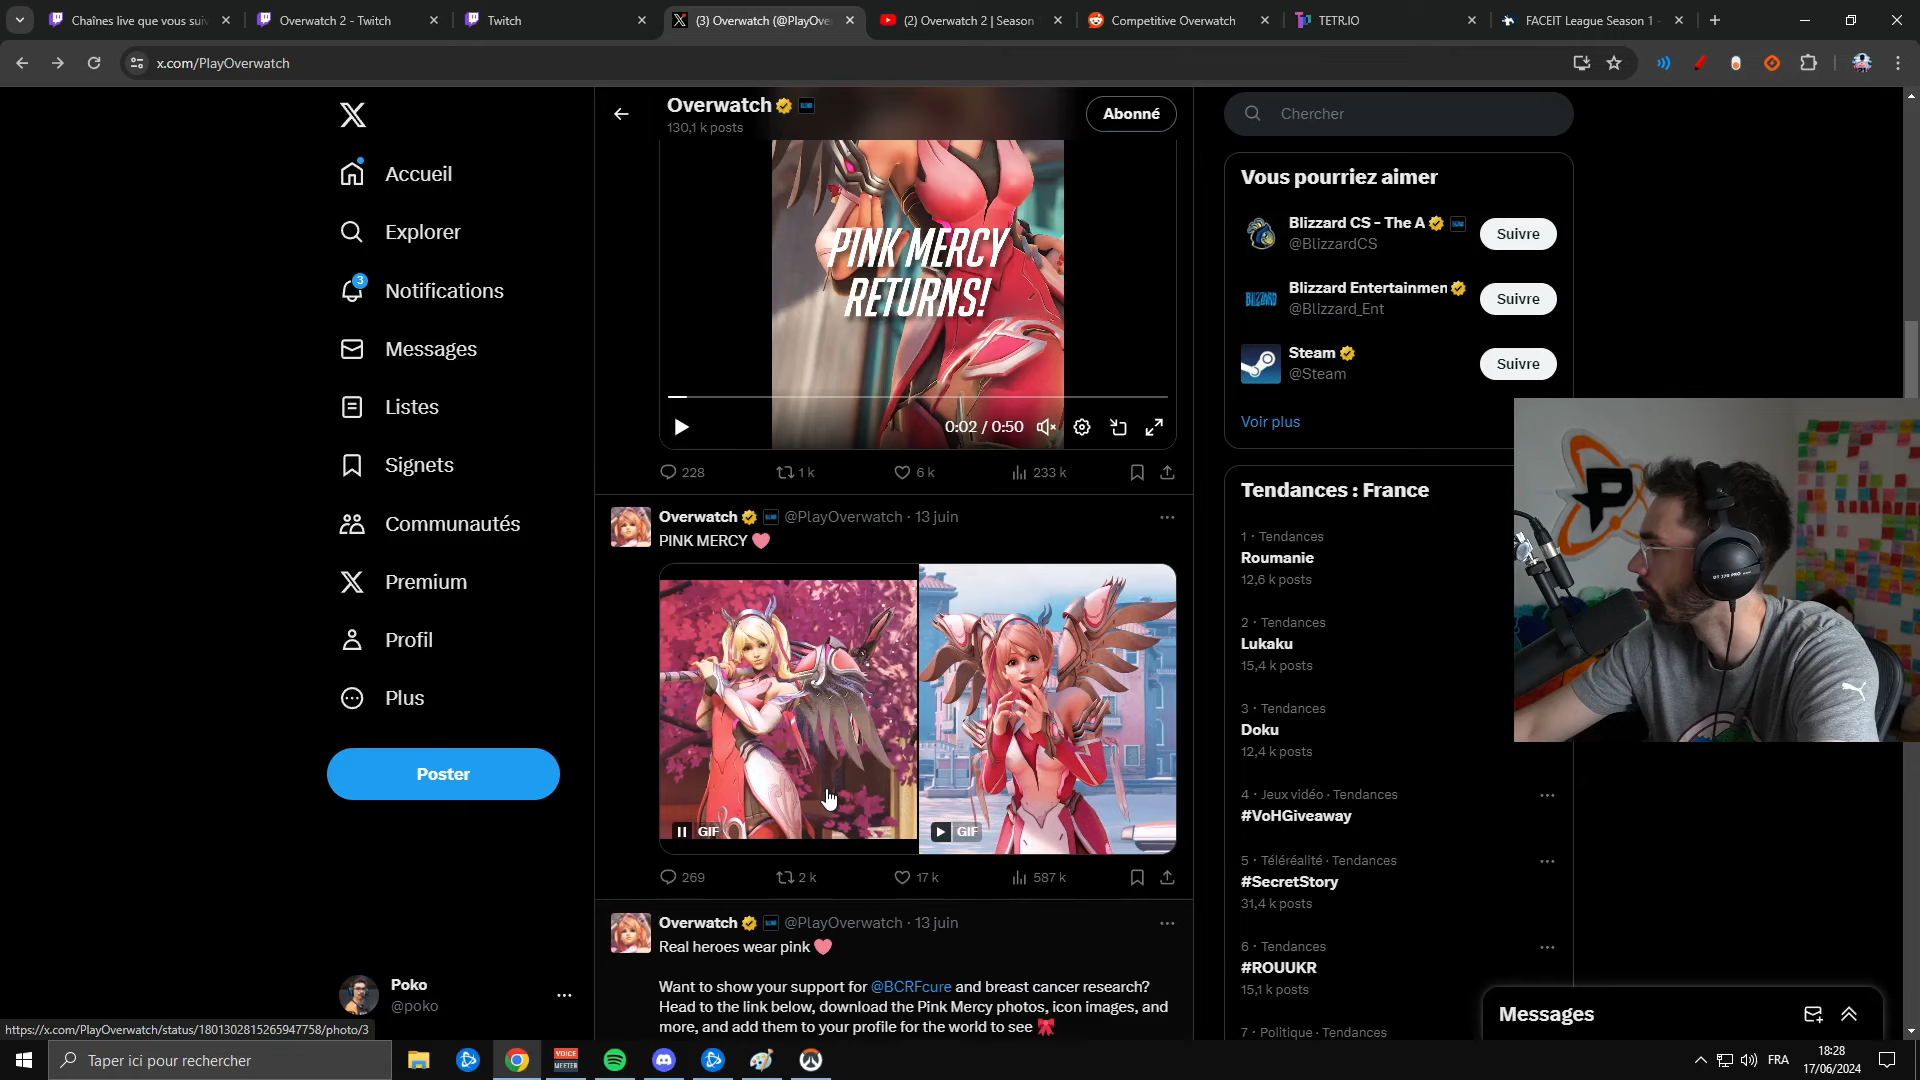 Chaînes live que vous suiv
Overwatch 2 - Twitch
Twitch
(3) Overwatch (@PlayOver
(2) Overwatch 2 | Season
Competitive Overwatch
TETR.IO
FACEIT League Season 1 -
x.com/PlayOverwatch
Accueil
Explorer
3
Notifications
Messages
Listes
Signets
Communautés
Premium
Profil
Plus
Poster
Poko
@poko
https://x.com/PlayOverwatch/status/1801302815265947758/photo/3
Overwatch
130,1 k posts
Abonné
PINK MERCY
RETURNS!
0:02 / 0:50
228
1 k
6 k
233 k
Overwatch @PlayOverwatch · 13 juin
PINK MERCY 🩷
GIF
GIF
269
2 k
17 k
587 k
Overwatch @PlayOverwatch · 13 juin
Real heroes wear pink 🩷
Want to show your support for @BCRFcure and breast cancer research?
Head to the link below, download the Pink Mercy photos, icon images, and
more, and add them to your profile for the world to see 🎀
Chercher
Vous pourriez aimer
Blizzard CS - The A
@BlizzardCS
Suivre
BLIZZARD
Blizzard Entertainmen
@Blizzard_Ent
Suivre
Steam
@Steam
Suivre
Voir plus
Tendances : France
1 · Tendances
Roumanie
12,6 k posts
2 · Tendances
Lukaku
15,4 k posts
3 · Tendances
Doku
12,4 k posts
4 · Jeux vidéo · Tendances
#VoHGiveaway
5 · Téléréalité · Tendances
#SecretStory
31,4 k posts
6 · Tendances
#ROUUKR
15,1 k posts
7 · Politique · Tendances
DT 770 PRO
Messages
Taper ici pour rechercher
VOICE
MEETER
FRA
18:28
17/06/2024